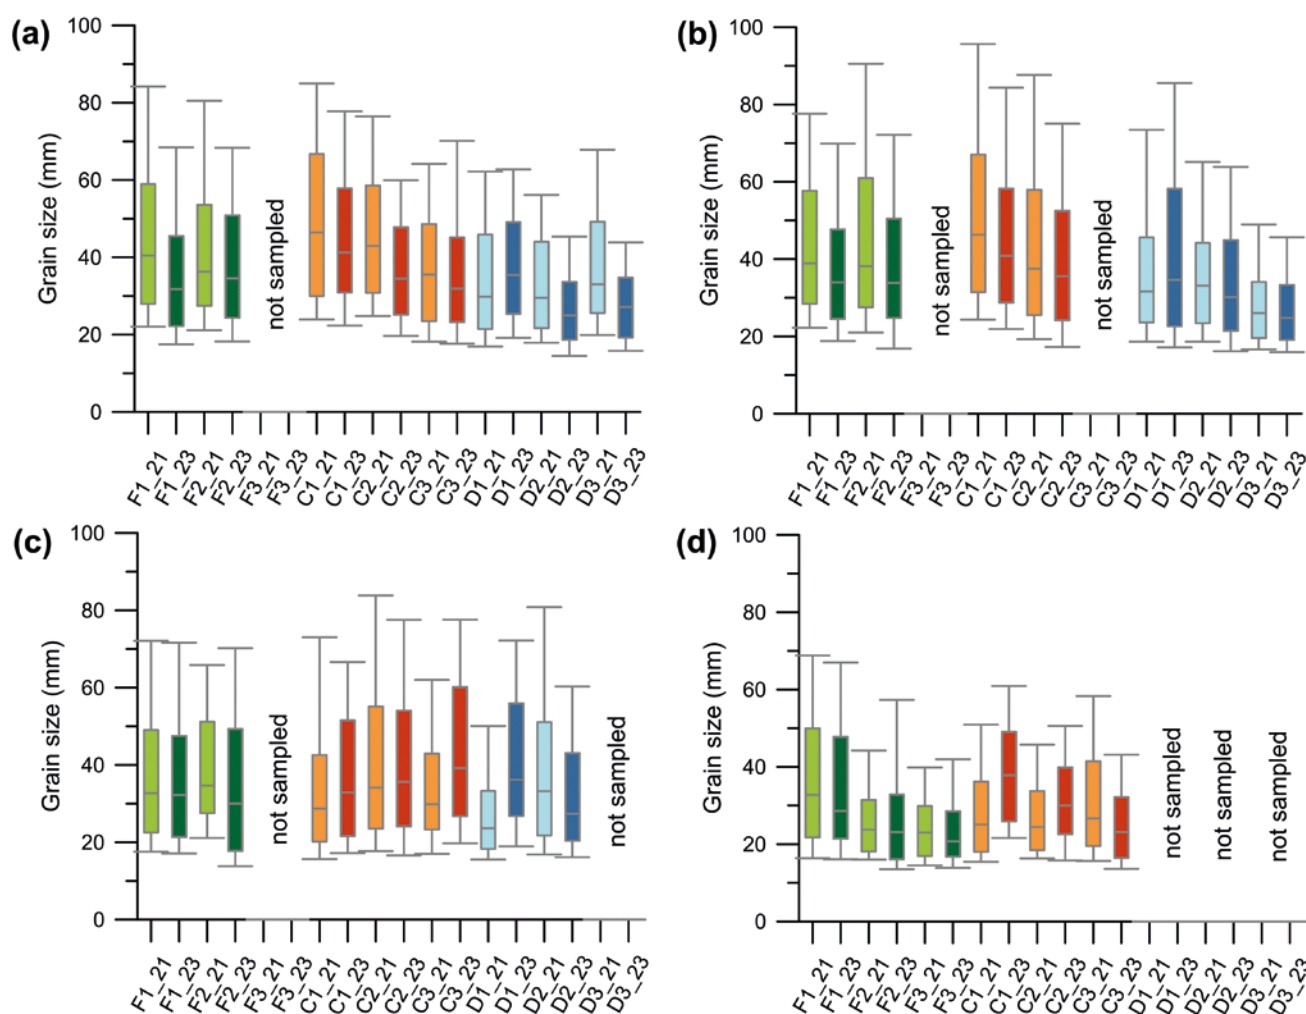 (a)
100
80
60
40
20
0
Grain size (mm)
not sampled
F1_21
F1_23
F2_21
F2_23
F3_21
F3_23
C1_21
C1_23
C2_21
C2_23
C3_21
C3_23
D1_21
D1_23
D2_21
D2_23
D3_21
D3_23
(b)
100
80
60
40
20
0
Grain size (mm)
not sampled
not sampled
F1_21
F1_23
F2_21
F2_23
F3_21
F3_23
C1_21
C1_23
C2_21
C2_23
C3_21
C3_23
D1_21
D1_23
D2_21
D2_23
D3_21
D3_23
(c)
100
80
60
40
20
0
Grain size (mm)
not sampled
not sampled
F1_21
F1_23
F2_21
F2_23
F3_21
F3_23
C1_21
C1_23
C2_21
C2_23
C3_21
C3_23
D1_21
D1_23
D2_21
D2_23
D3_21
D3_23
(d)
100
80
60
40
20
0
Grain size (mm)
not sampled
not sampled
not sampled
F1_21
F1_23
F2_21
F2_23
F3_21
F3_23
C1_21
C1_23
C2_21
C2_23
C3_21
C3_23
D1_21
D1_23
D2_21
D2_23
D3_21
D3_23